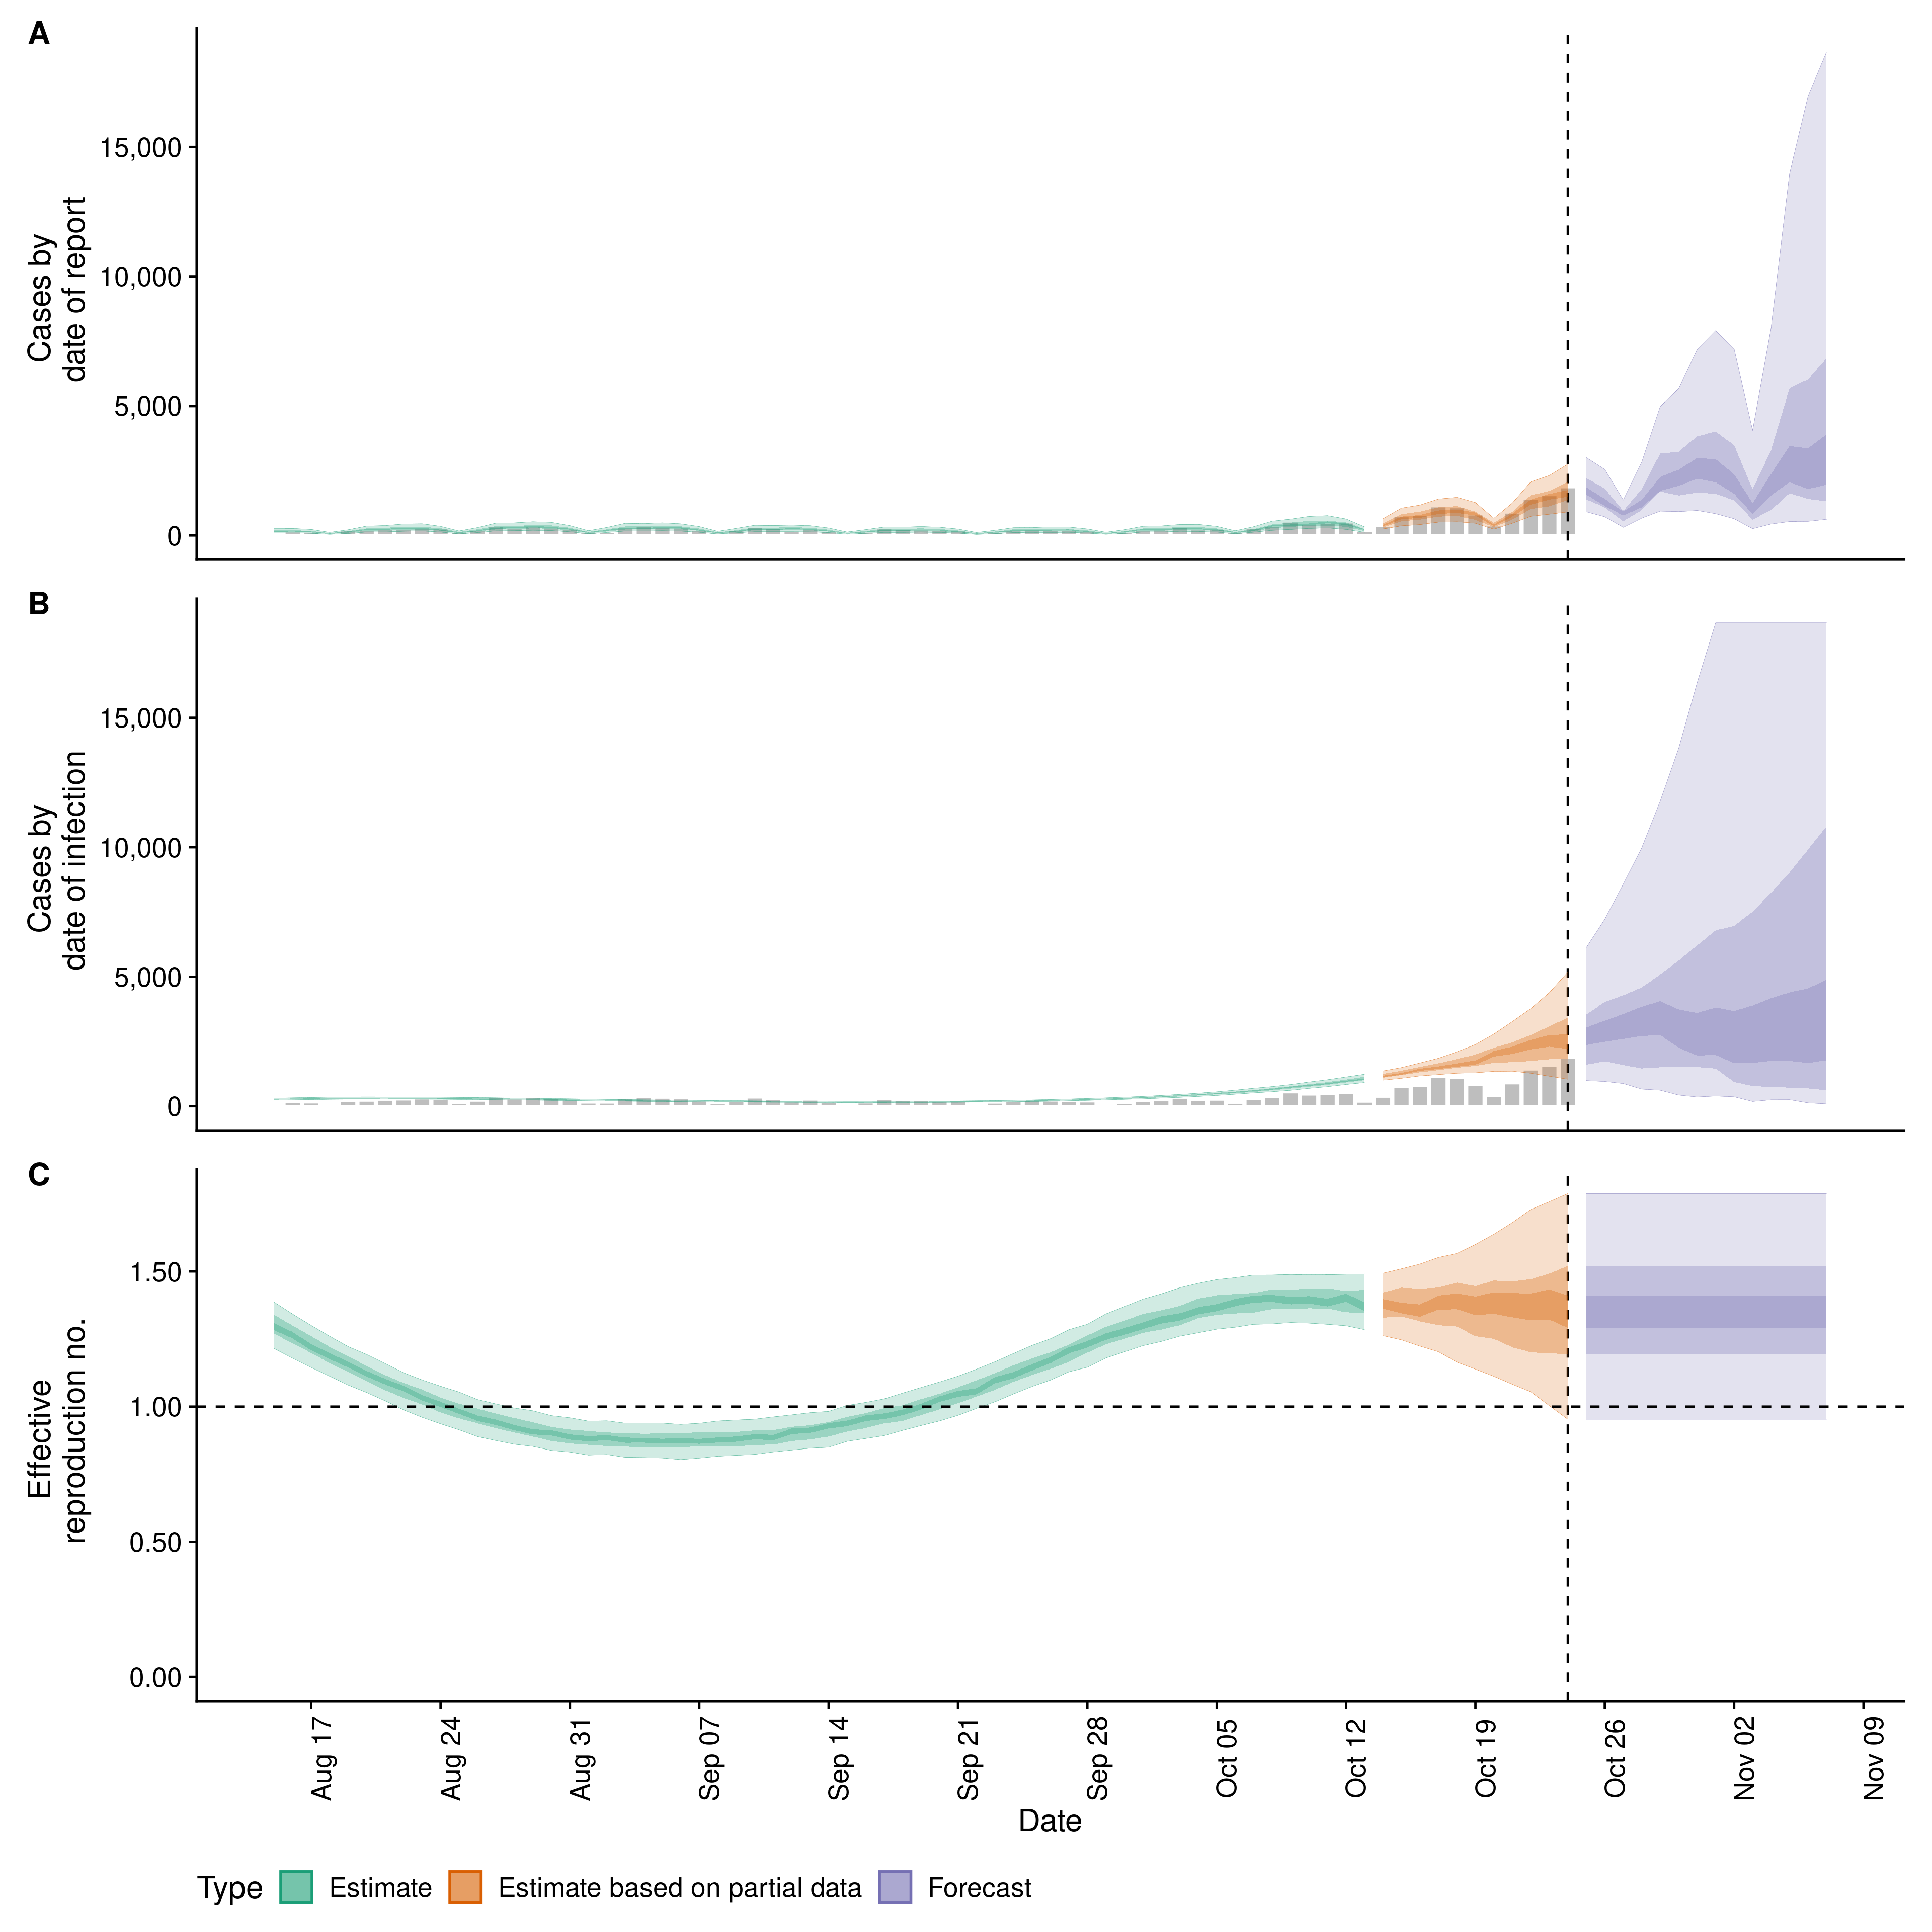 A
Cases by
date of report
15,000
10,000
5,000
0
B
Cases by
date of infection
15,000
10,000
5,000
0
C
Effective
reproduction no.
1.50
1.00
0.50
0.00
Aug 17
Aug 24
Aug 31
Sep 07
Sep 14
Sep 21
Sep 28
Oct 05
Oct 12
Oct 19
Oct 26
Nov 02
Nov 09
Date
Type Estimate Estimate based on partial data Forecast